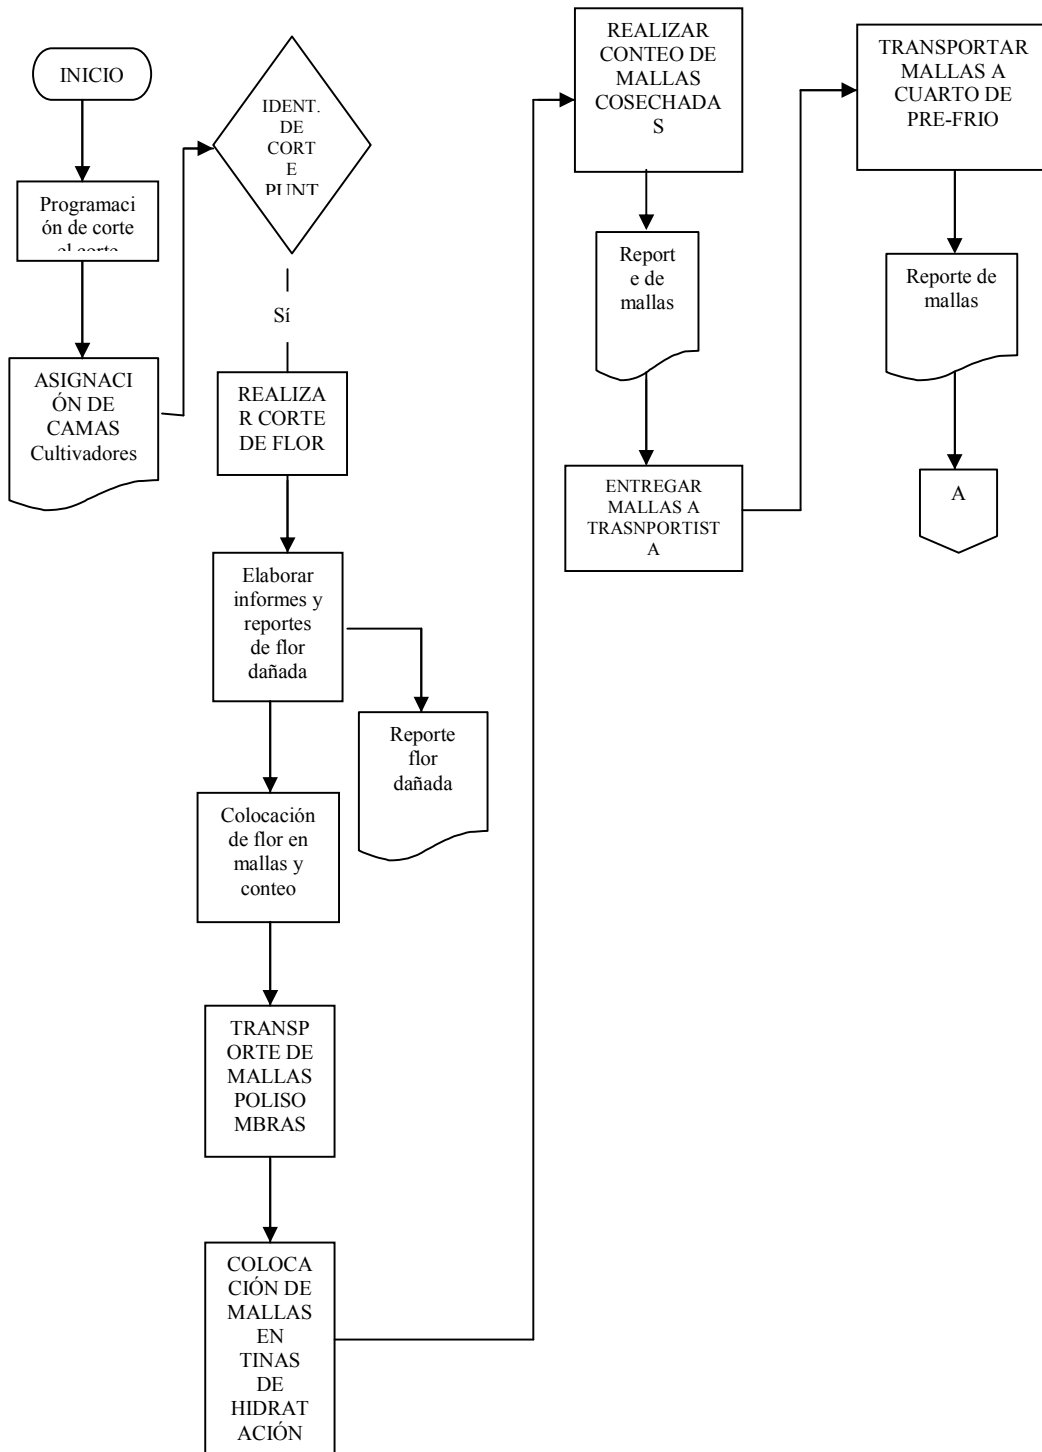 INICIO
Programaci
ón de corte
el corte
ASIGNACI
ÓN DE
CAMAS
Cultivadores
IDENT.
DE
CORT
E
PUNT
Sí
REALIZA
R CORTE
DE FLOR
Elaborar
informes y
reportes
de flor
dañada
Reporte
flor
dañada
Colocación
de flor en
mallas y
conteo
TRANSP
ORTE DE
MALLAS
POLISO
MBRAS
COLOCA
CIÓN DE
MALLAS
EN
TINAS
DE
HIDRAT
ACIÓN
REALIZAR
CONTEO DE
MALLAS
COSECHADA
S
Report
e de
mallas
ENTREGAR
MALLAS A
TRASNPORTIST
A
TRANSPORTAR
MALLAS A
CUARTO DE
PRE-FRIO
Reporte de
mallas
A